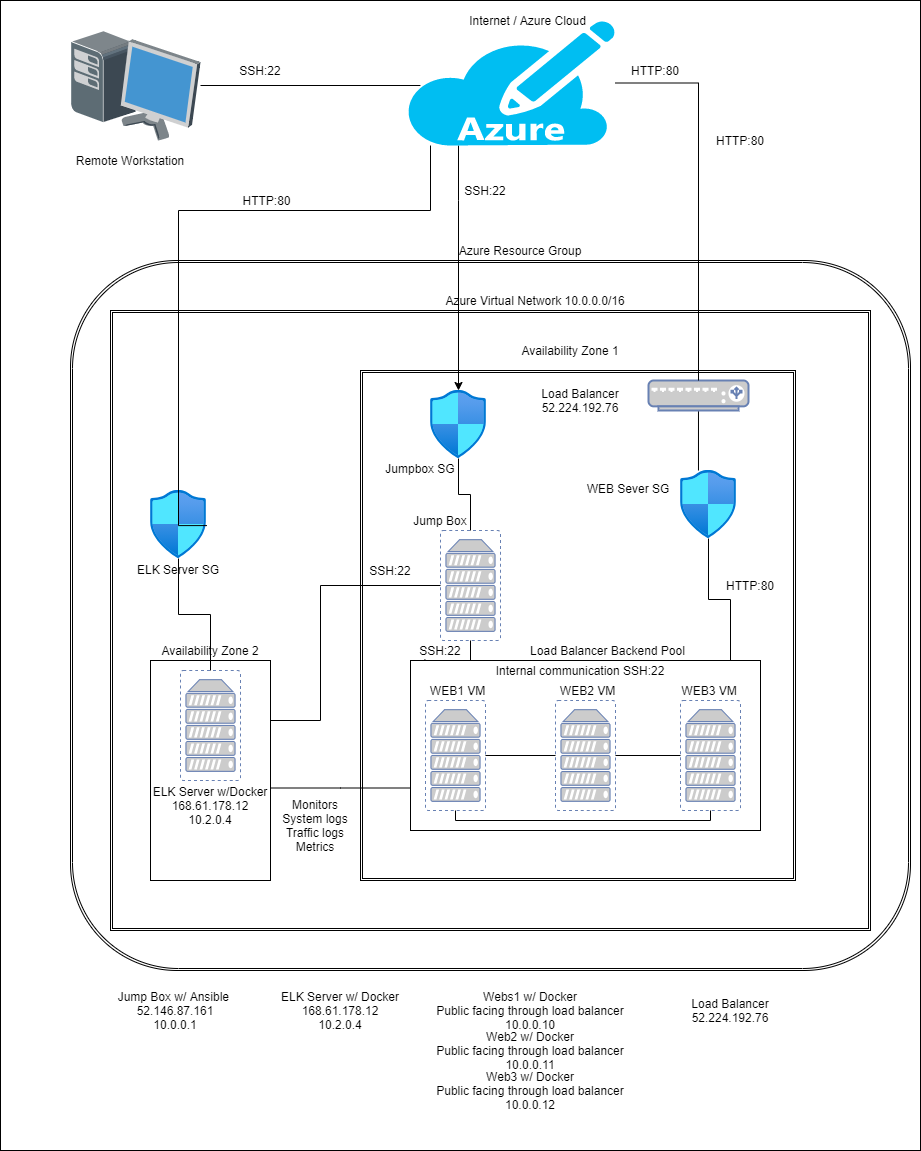 Internet / Azure Cloud
SSH:22
HTTP:80
Azure
HTTP:80
Remote Workstation
SSH:22
HTTP:80
Azure Resource Group
Azure Virtual Network 10.0.0.0/16
Availability Zone 1
Load Balancer
52.224.192.76
Jumpbox SG
WEB Sever SG
Jump Box
ELK Server SG
SSH:22
HTTP:80
Availability Zone 2
SSH:22
Load Balancer Backend Pool
Internal communication SSH:22
WEB1 VM
WEB2 VM
WEB3 VM
ELK Server w/Docker
168.61.178.12
10.2.0.4
Monitors
System logs
Traffic logs
Metrics
Jump Box w/ Ansible
52.146.87.161
10.0.0.1
ELK Server w/ Docker
168.61.178.12
10.2.0.4
Webs1 w/ Docker
Public facing through load balancer
10.0.0.10
Web2 w/ Docker
Public facing through load balancer
10.0.0.11
Web3 w/ Docker
Public facing through load balancer
10.0.0.12
Load Balancer
52.224.192.76